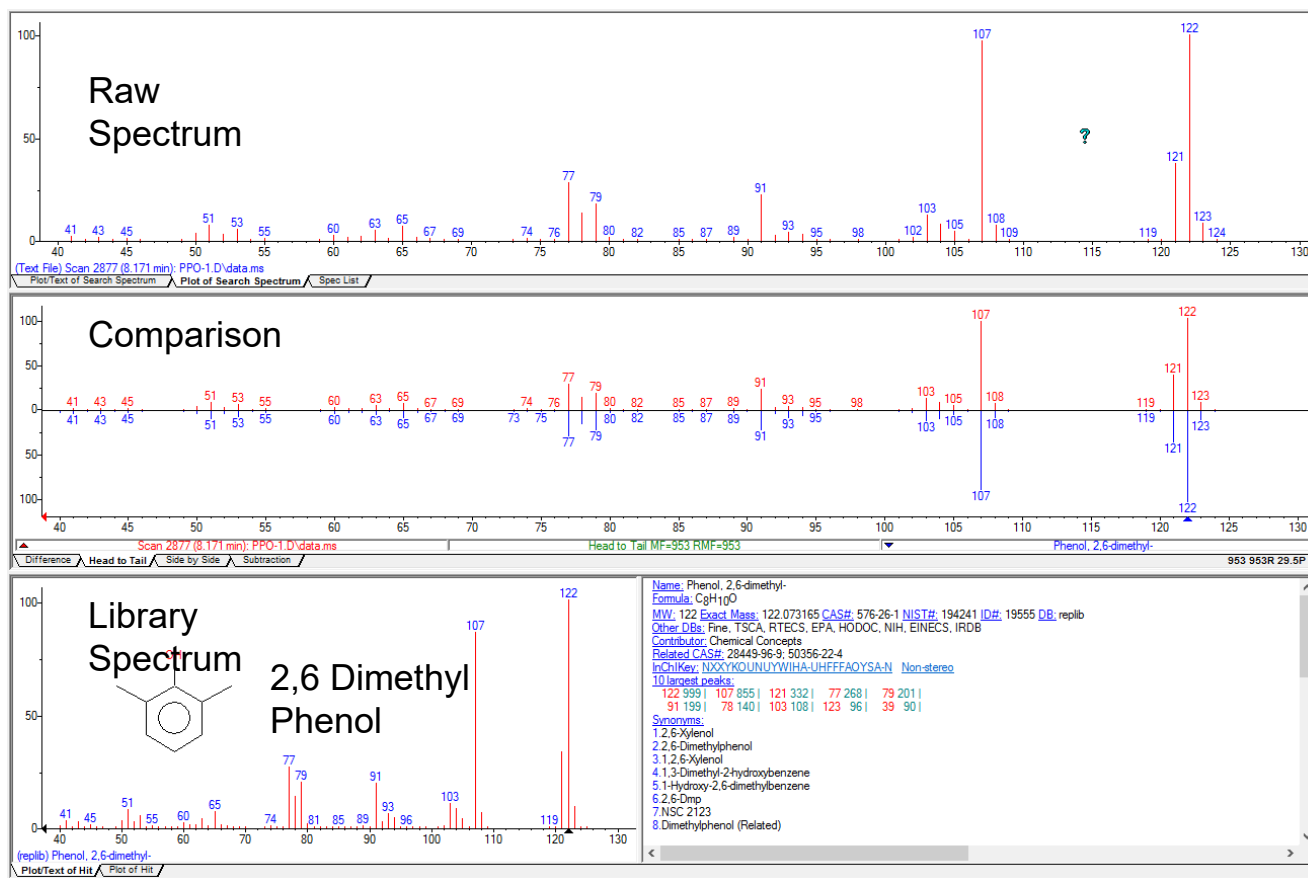 100
122
107
Raw
Spectrum
50
121
77
91
79
103
51 53 63 65 93 105 108 123
41 43 45 55 60 67 69 74 76 80 82 85 87 89 95 98 102 109 119 124
0
40 45 50 55 60 65 70 75 80 85 90 95 100 105 110 115 120 125 130
?
(Text File) Scan 2877 (8.171 min): PPO-1.D\data.ms
Plot/Text of Search Spectrum Plot of Search Spectrum Spec List
Comparison
100
122
107
50
121
77 79 91
51 53 63 65 103 123
41 43 45 55 60 67 69 74 76 80 82 85 87 89 93 95 98 105 108 119
0
41 43 45 55 60 63 67 69 73 75 80 82 85 87 89 95 119
51 53 65 93 103 105 108 123
77 79 91 121
50
107
122
100
40 45 50 55 60 65 70 75 80 85 90 95 100 105 110 115 120 125 130
Scan 2877 (8.171 min): PPO-1.D\data.ms Head to Tail MF=953 RMF=953 Phenol, 2,6-dimethyl-
Difference Head to Tail Side by Side Subtraction 953 953R 29.5P
Library
Spectrum
OH
2,6 Dimethyl
Phenol
100
122
107
50
77
79 91
51 65 93 103
41 45 55 60 74 81 85 89 96 119
0
40 50 60 70 80 90 100 110 120 130
(replib) Phenol, 2,6-dimethyl-
Plot/Text of Hit Plot of Hit
Name: Phenol, 2,6-dimethyl-
Formula: C8H10O
MW: 122 Exact Mass: 122.073165 CAS#: 576-26-1 NIST#: 194241 ID#: 19555 DB: replib
Other DBs: Fine, TSCA, RTECS, EPA, HODOC, NIH, EINECS, IRDB
Contributor: Chemical Concepts
Related CAS#: 28449-96-9; 50356-22-4
InChIKey: NXXYKOUNUYWIHA-UHFFFAOYSA-N Non-stereo
10 largest peaks:
122 999 | 107 855 | 121 332 | 77 268 | 79 201 |
91 199 | 78 140 | 103 108 | 123 96 | 39 90 |
Synonyms:
1.2,6-Xylenol
2.2,6-Dimethylphenol
3.1,2,6-Xylenol
4.1,3-Dimethyl-2-hydroxybenzene
5.1-Hydroxy-2,6-dimethylbenzene
6.2,6-Dmp
7.NSC 2123
8.Dimethylphenol (Related)